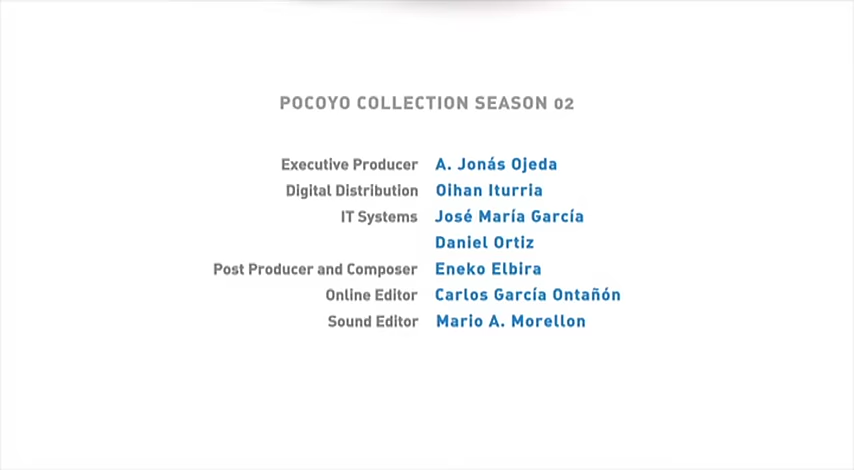 POCOYO COLLECTION SEASON 02
Executive Producer A. Jonás Ojeda
Digital Distribution Oihan Iturria
IT Systems José María García
Daniel Ortiz
Post Producer and Composer Eneko Elbira
Online Editor Carlos García Ontañón
Sound Editor Mario A. Morellon